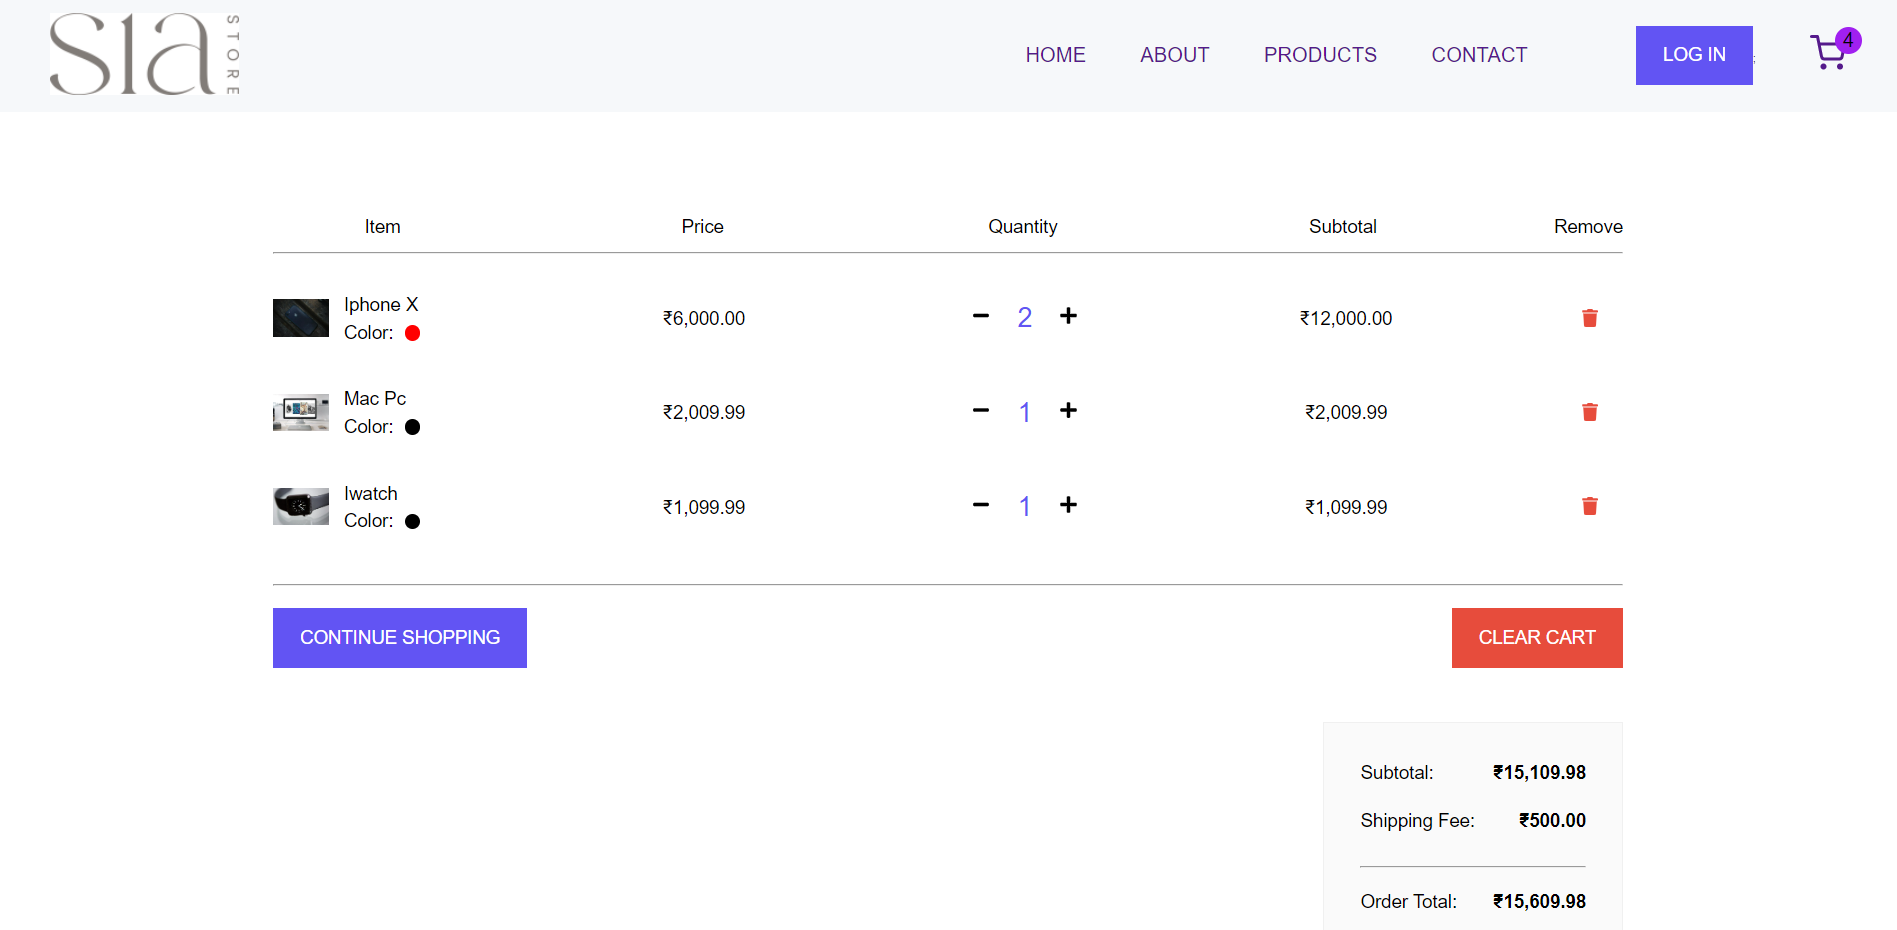 sia STORE
HOME ABOUT PRODUCTS CONTACT LOG IN ; 4
Item Price Quantity Subtotal Remove
Iphone X
Color:
₹6,000.00 2 ₹12,000.00
Mac Pc
Color:
₹2,009.99 1 ₹2,009.99
Iwatch
Color:
₹1,099.99 1 ₹1,099.99
CONTINUE SHOPPING CLEAR CART
Subtotal: ₹15,109.98
Shipping Fee: ₹500.00
Order Total: ₹15,609.98